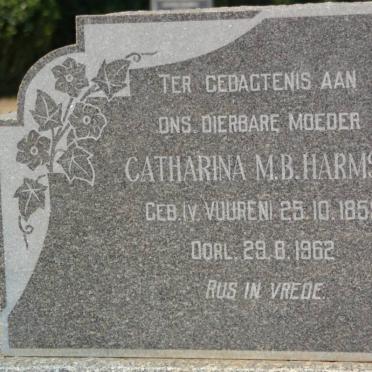 TER GEDAGTENIS AAN
ONS DIERBARE MOEDER
CATHARINA M.B. HARMS
GEB. (V. VUUREN) 25.10.185
OORL. 29.8.1962
RUS IN VREDE.